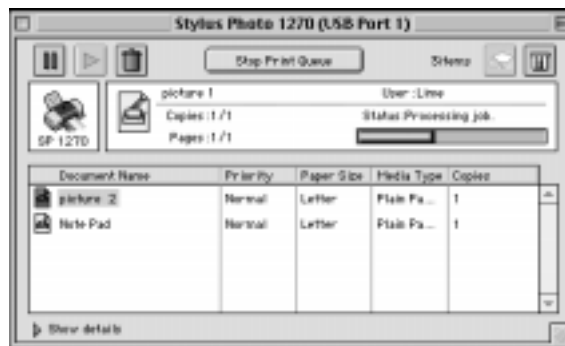 Stylus Photo 1270 (USB Port 1)
Stop Print Queue
3items
picture 1
User :Lime
Copies :1 /1
Status:Processing job.
Pages :1 /1
SP 1270
Document Name Priority Paper Size Media Type Copies
picture 2 Normal Letter Plain Pa... 1
Note Pad Normal Letter Plain Pa... 1
Show details